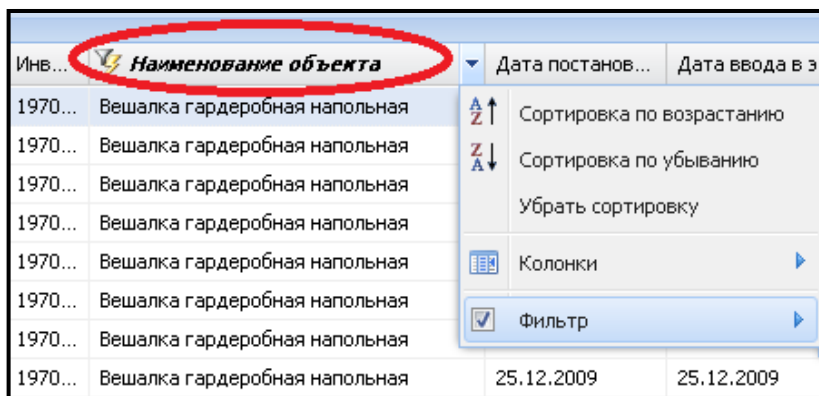 Инв... Наименование объекта Дата постанов... Дата ввода в э
1970... Вешалка гардеробная напольная
Сортировка по возрастанию
1970... Вешалка гардеробная напольная
Сортировка по убыванию
1970... Вешалка гардеробная напольная
Убрать сортировку
1970... Вешалка гардеробная напольная
1970... Вешалка гардеробная напольная
Колонки
1970... Вешалка гардеробная напольная
Фильтр
1970... Вешалка гардеробная напольная
1970... Вешалка гардеробная напольная 25.12.2009 25.12.2009